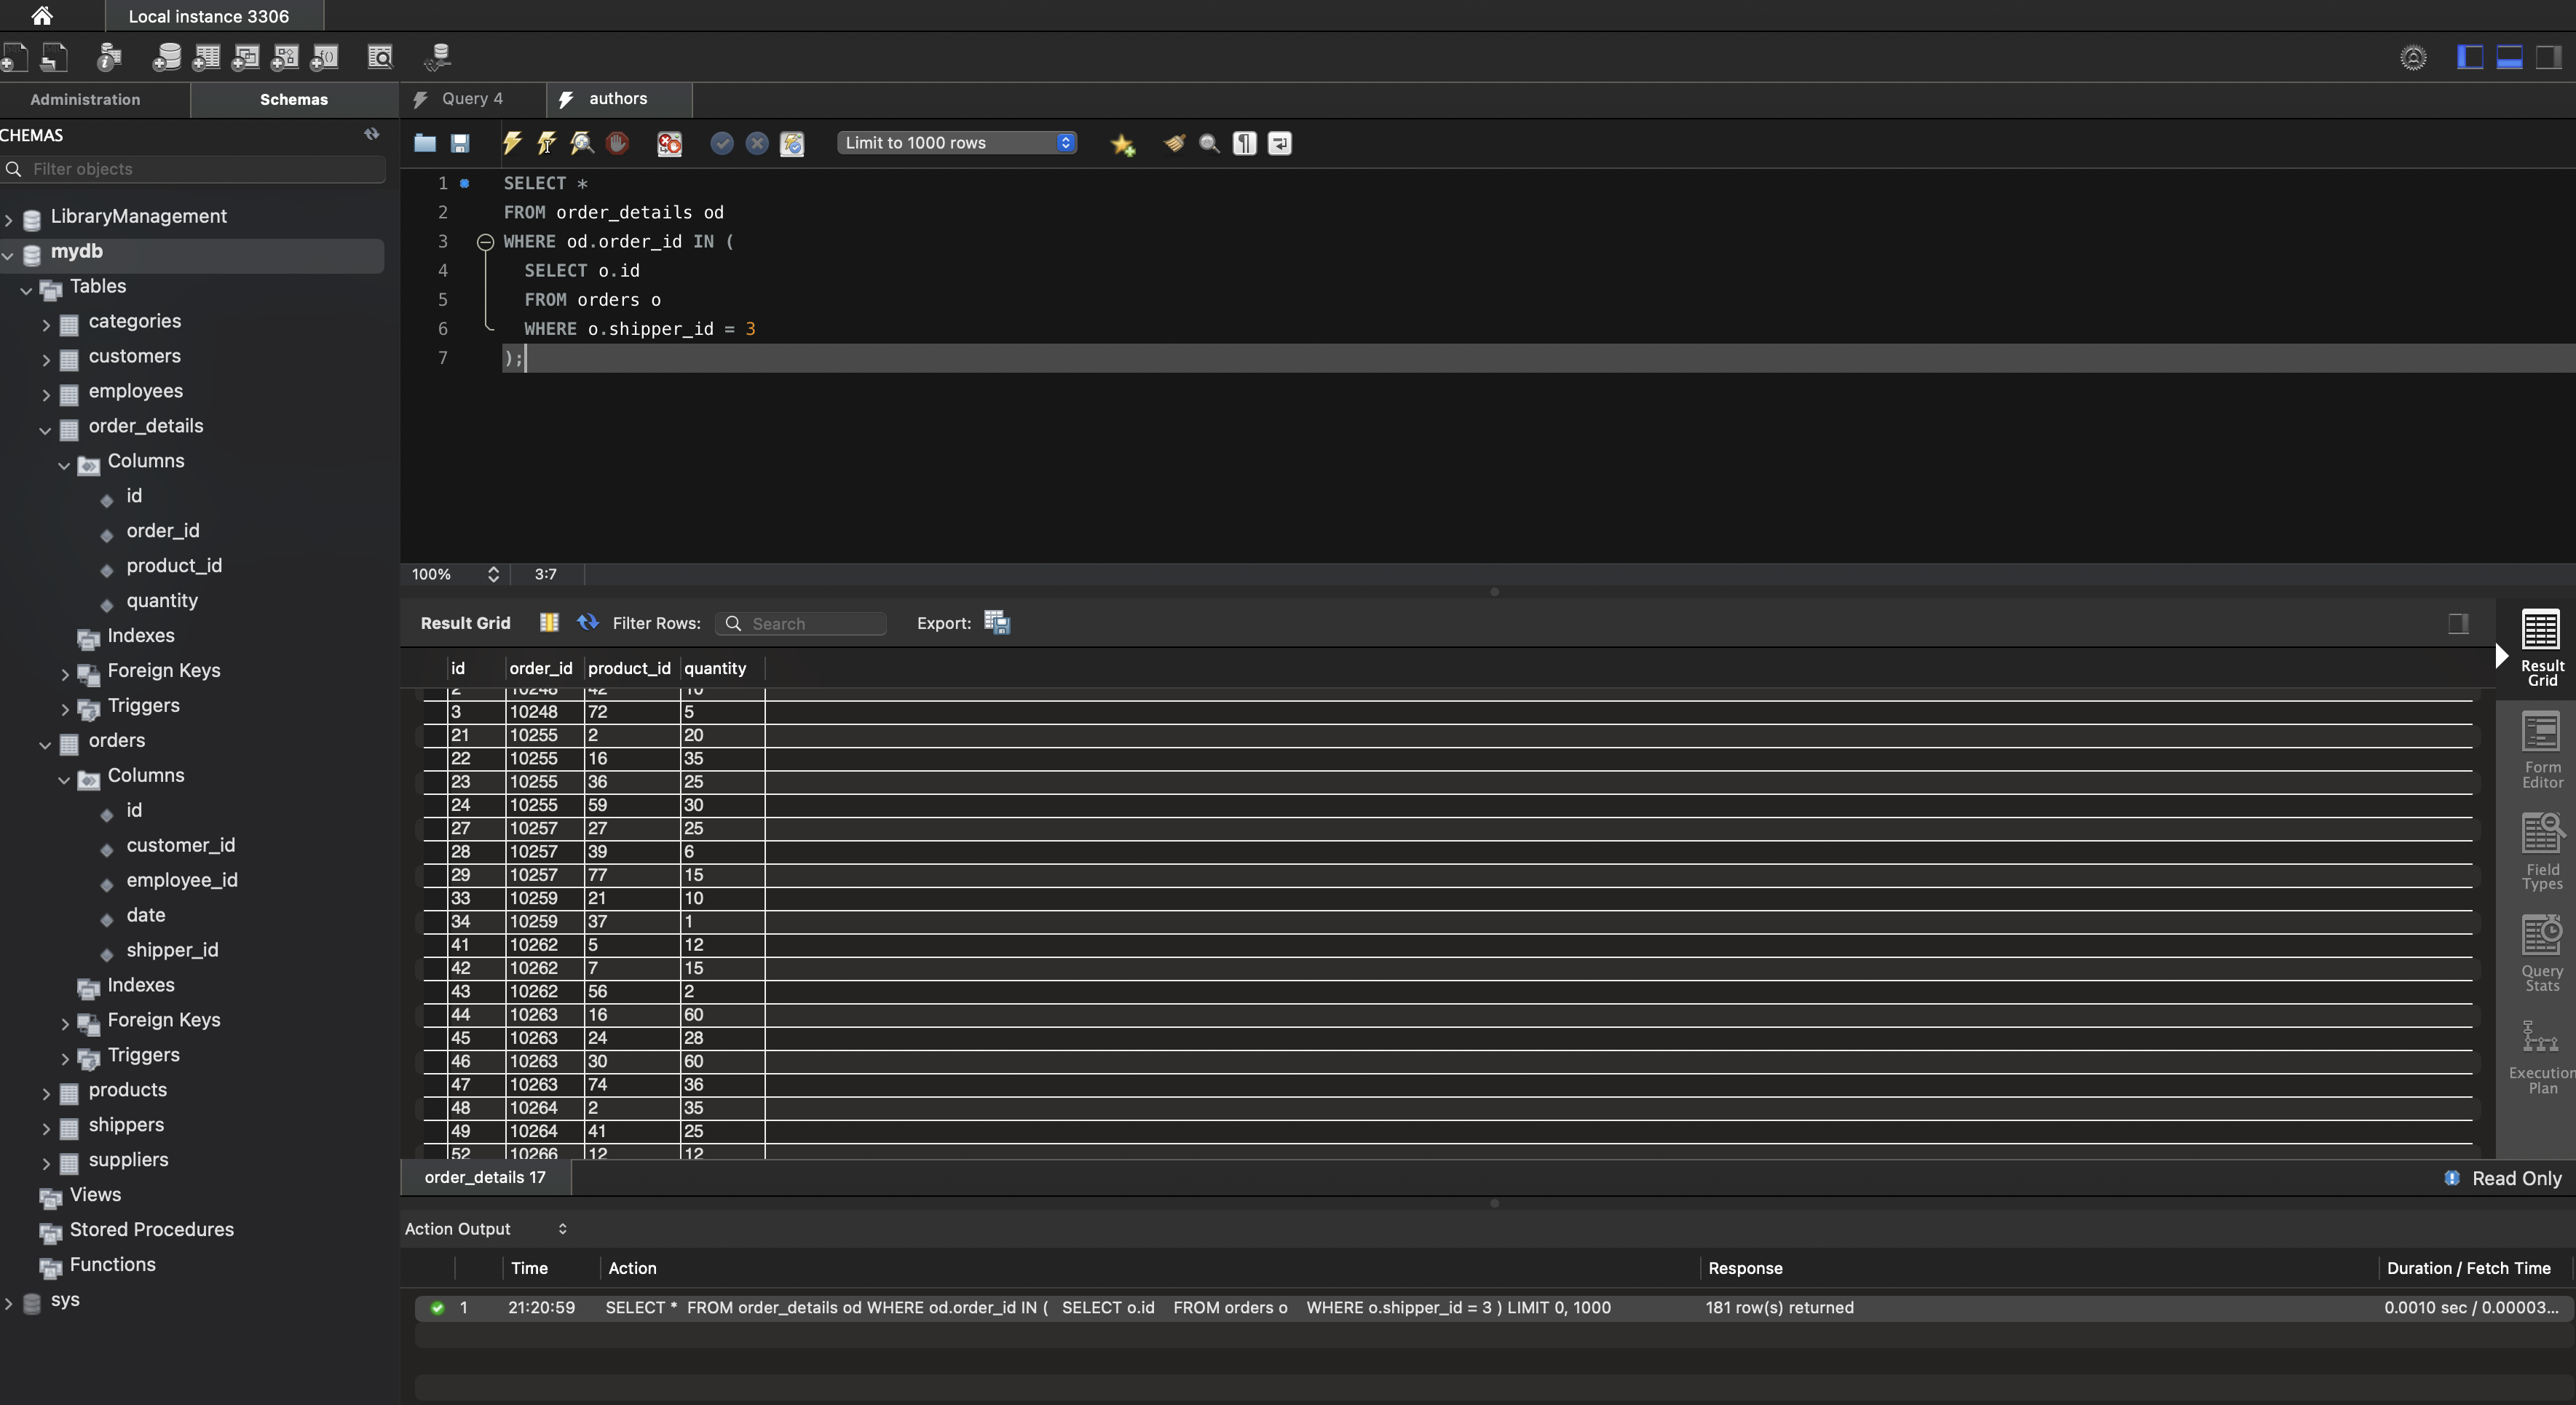 Local instance 3306
Administration Schemas Query 4 authors
CHEMAS
Filter objects
Limit to 1000 rows
LibraryManagement
mydb
Tables
categories
customers
employees
order_details
Columns
id
order_id
product_id
quantity
Indexes
Foreign Keys
Triggers
orders
Columns
id
customer_id
employee_id
date
shipper_id
Indexes
Foreign Keys
Triggers
products
shippers
suppliers
Views
Stored Procedures
Functions
sys
1 SELECT *
2 FROM order_details od
3 WHERE od.order_id IN (
4 SELECT o.id
5 FROM orders o
6 WHERE o.shipper_id = 3
7 );
100% 3:7
Result Grid Filter Rows: Search Export:
id order_id product_id quantity
2 10248 42 10
3 10248 72 5
21 10255 2 20
22 10255 16 35
23 10255 36 25
24 10255 59 30
27 10257 27 25
28 10257 39 6
29 10257 77 15
33 10259 21 10
34 10259 37 1
41 10262 5 12
42 10262 7 15
43 10262 56 2
44 10263 16 60
45 10263 24 28
46 10263 30 60
47 10263 74 36
48 10264 2 35
49 10264 41 25
52 10266 12 12
Result
Grid
Form
Editor
Field
Types
Query
Stats
Execution
Plan
order_details 17 Read Only
Action Output
Time Action Response Duration / Fetch Time
1 21:20:59 SELECT * FROM order_details od WHERE od.order_id IN ( SELECT o.id FROM orders o WHERE o.shipper_id = 3 ) LIMIT 0, 1000 181 row(s) returned 0.0010 sec / 0.00003...